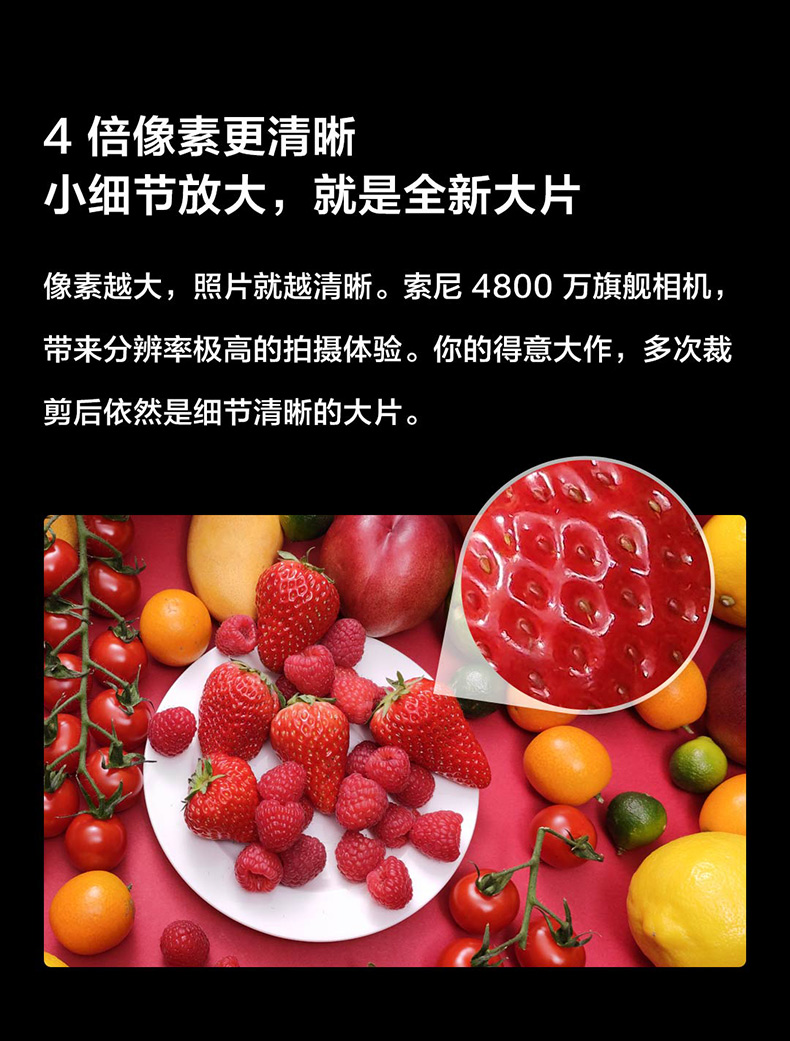 4 倍像素更清晰
小细节放大，就是全新大片
像素越大，照片就越清晰。索尼 4800 万旗舰相机，
带来分辨率极高的拍摄体验。你的得意大作，多次裁
剪后依然是细节清晰的大片。